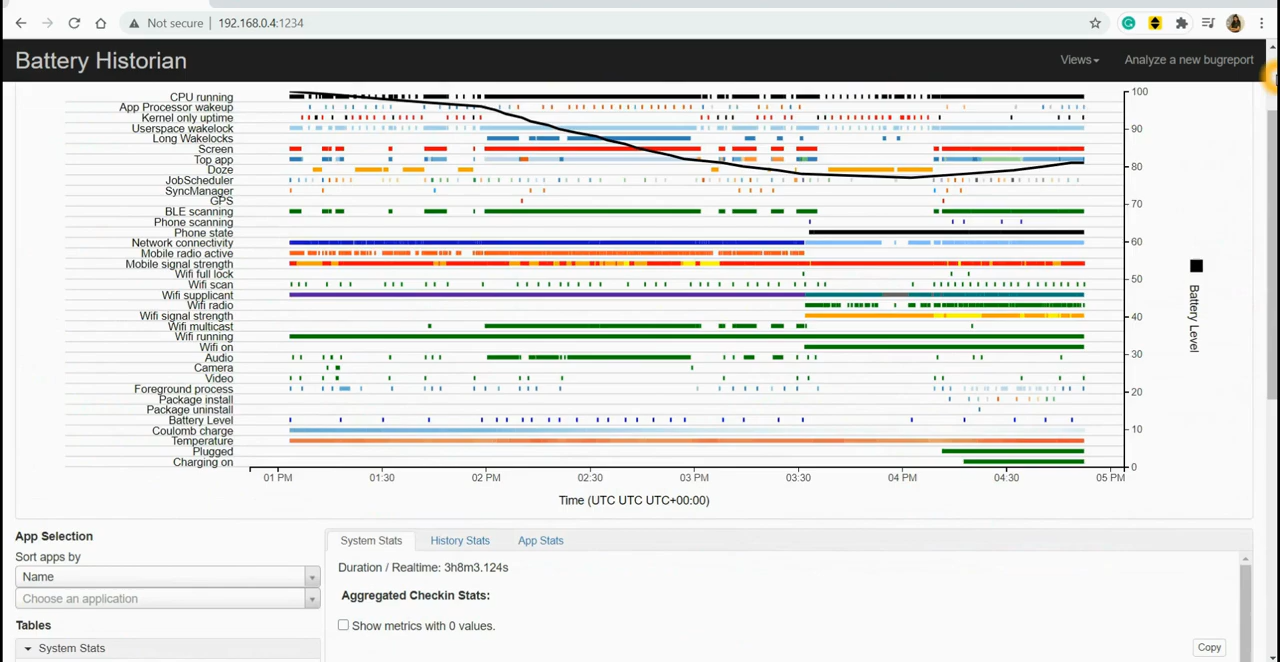 Not secure 192.168.0.4:1234
Battery Historian
Views
Analyze a new bugreport
CPU running
App Processor wakeup
Kernel only uptime
Userspace wakelock
Long Wakelocks
Screen
Top app
Doze
JobScheduler
SyncManager
GPS
BLE scanning
Phone scanning
Phone state
Network connectivity
Mobile radio active
Mobile signal strength
Wifi full lock
Wifi scan
Wifi supplicant
Wifi radio
Wifi signal strength
Wifi multicast
Wifi running
Wifi on
Audio
Camera
Video
Foreground process
Package install
Package uninstall
Battery Level
Coulomb charge
Temperature
Plugged
Charging on
100
90
80
70
60
50
40
30
20
10
0
Battery Level
01 PM 01:30 02 PM 02:30 03 PM 03:30 04 PM 04:30 05 PM
Time (UTC UTC UTC+00:00)
App Selection
Sort apps by
Name
Choose an application
Tables
System Stats
System Stats History Stats App Stats
Duration / Realtime: 3h8m3.124s
Aggregated Checkin Stats:
Show metrics with 0 values.
Copy